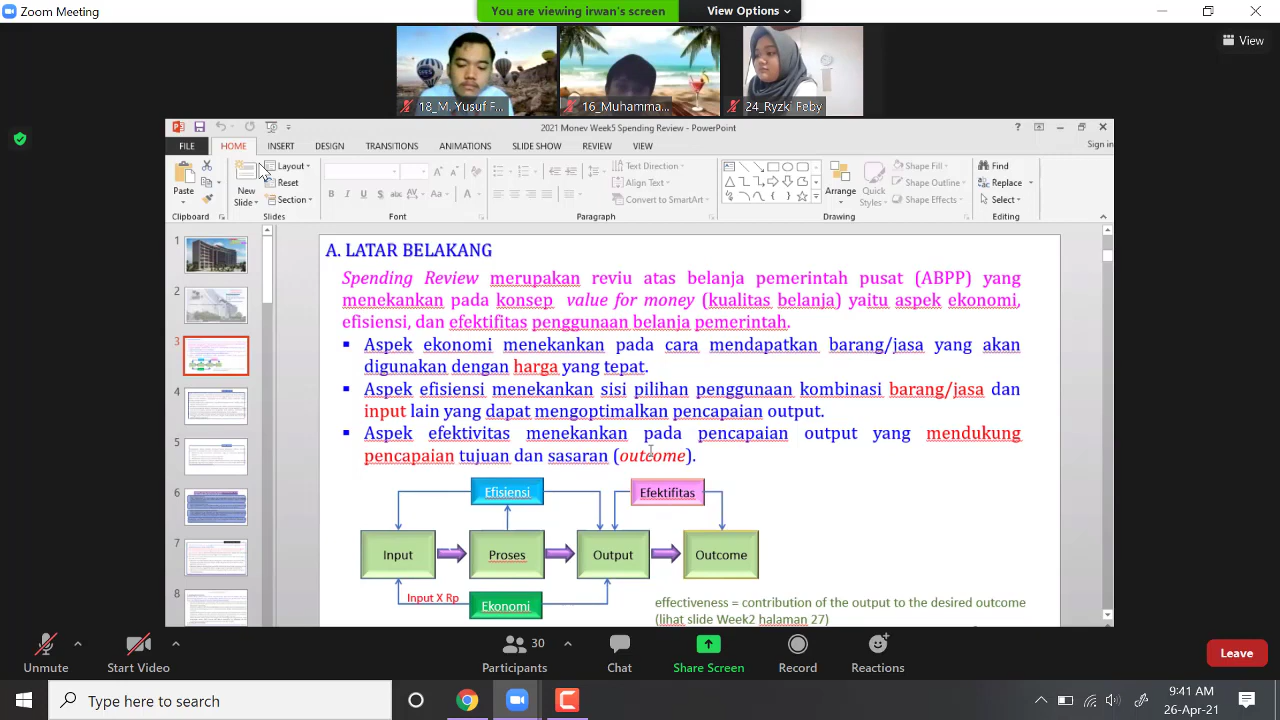 Zoom Meeting
You are viewing irwan's screen
View Options
View
18_M. Yusuf F...
16_Muhamma...
24_Ryzki Feby
2021 Monev Week5 Spending Review - PowerPoint
FILE HOME INSERT DESIGN TRANSITIONS ANIMATIONS SLIDE SHOW REVIEW VIEW
Sign in
Paste
New
Slide
Layout
Reset
Section
Text Direction
Align Text
Convert to SmartArt
Arrange
Quick
Styles
Shape Fill
Shape Outline
Shape Effects
Find
Replace
Select
Clipboard Slides Font Paragraph Drawing Editing
1
2
3
4
5
6
7
8
A. LATAR BELAKANG
Spending Review merupakan reviu atas belanja pemerintah pusat (ABPP) yang
menekankan pada konsep value for money (kualitas belanja) yaitu aspek ekonomi,
efisiensi, dan efektifitas penggunaan belanja pemerintah.
▪ Aspek ekonomi menekankan pada cara mendapatkan barang/jasa yang akan
digunakan dengan harga yang tepat.
▪ Aspek efisiensi menekankan sisi pilihan penggunaan kombinasi barang/jasa dan
input lain yang dapat mengoptimalkan pencapaian output.
▪ Aspek efektivitas menekankan pada pencapaian output yang mendukung
pencapaian tujuan dan sasaran (outcome).
Efisiensi
Efektifitas
Input
Proses
Output
Outcome
Input X Rp
Ekonomi
effectiveness = contribution of the output to the desired outcome
(lihat slide Week2 halaman 27)
Unmute
Start Video
Participants
30
Chat
Share Screen
Record
Reactions
Leave
Type here to search
9:41 AM
26-Apr-21